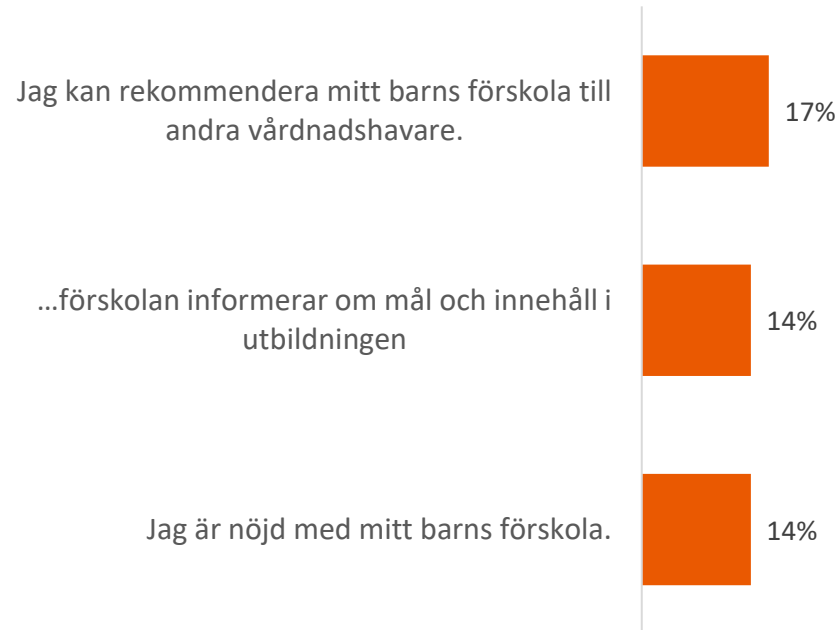 Jag kan rekommendera mitt barns förskola till
andra vårdnadshavare.
17%
...förskolan informerar om mål och innehåll i
utbildningen
14%
Jag är nöjd med mitt barns förskola.
14%